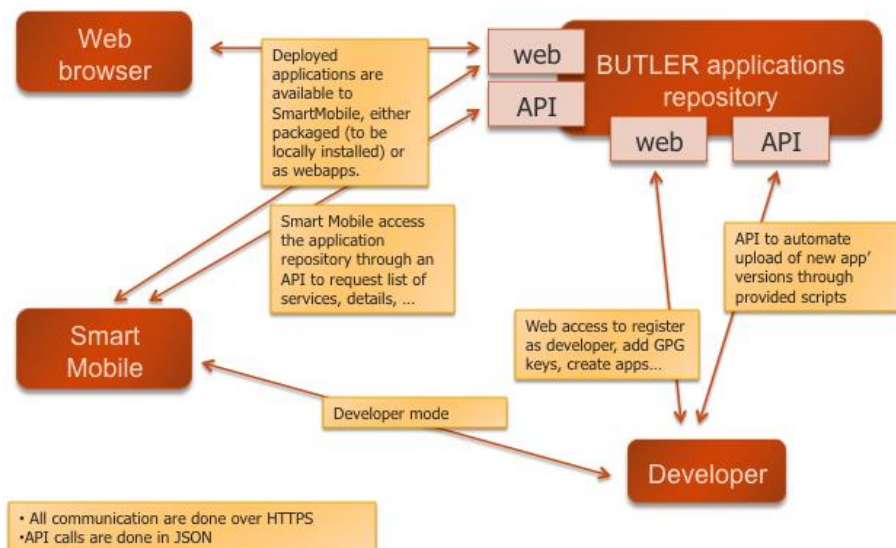 Web
browser
web
API
BUTLER applications
repository
web
API
Deployed
applications are
available to
SmartMobile, either
packaged (to be
locally installed) or
as webapps.
Smart Mobile access
the application
repository through an
API to request list of
services, details, ...
API to automate
upload of new app'
versions through
provided scripts
Smart
Mobile
Web access to register
as developer, add GPG
keys, create apps...
Developer mode
Developer
• All communication are done over HTTPS
•API calls are done in JSON